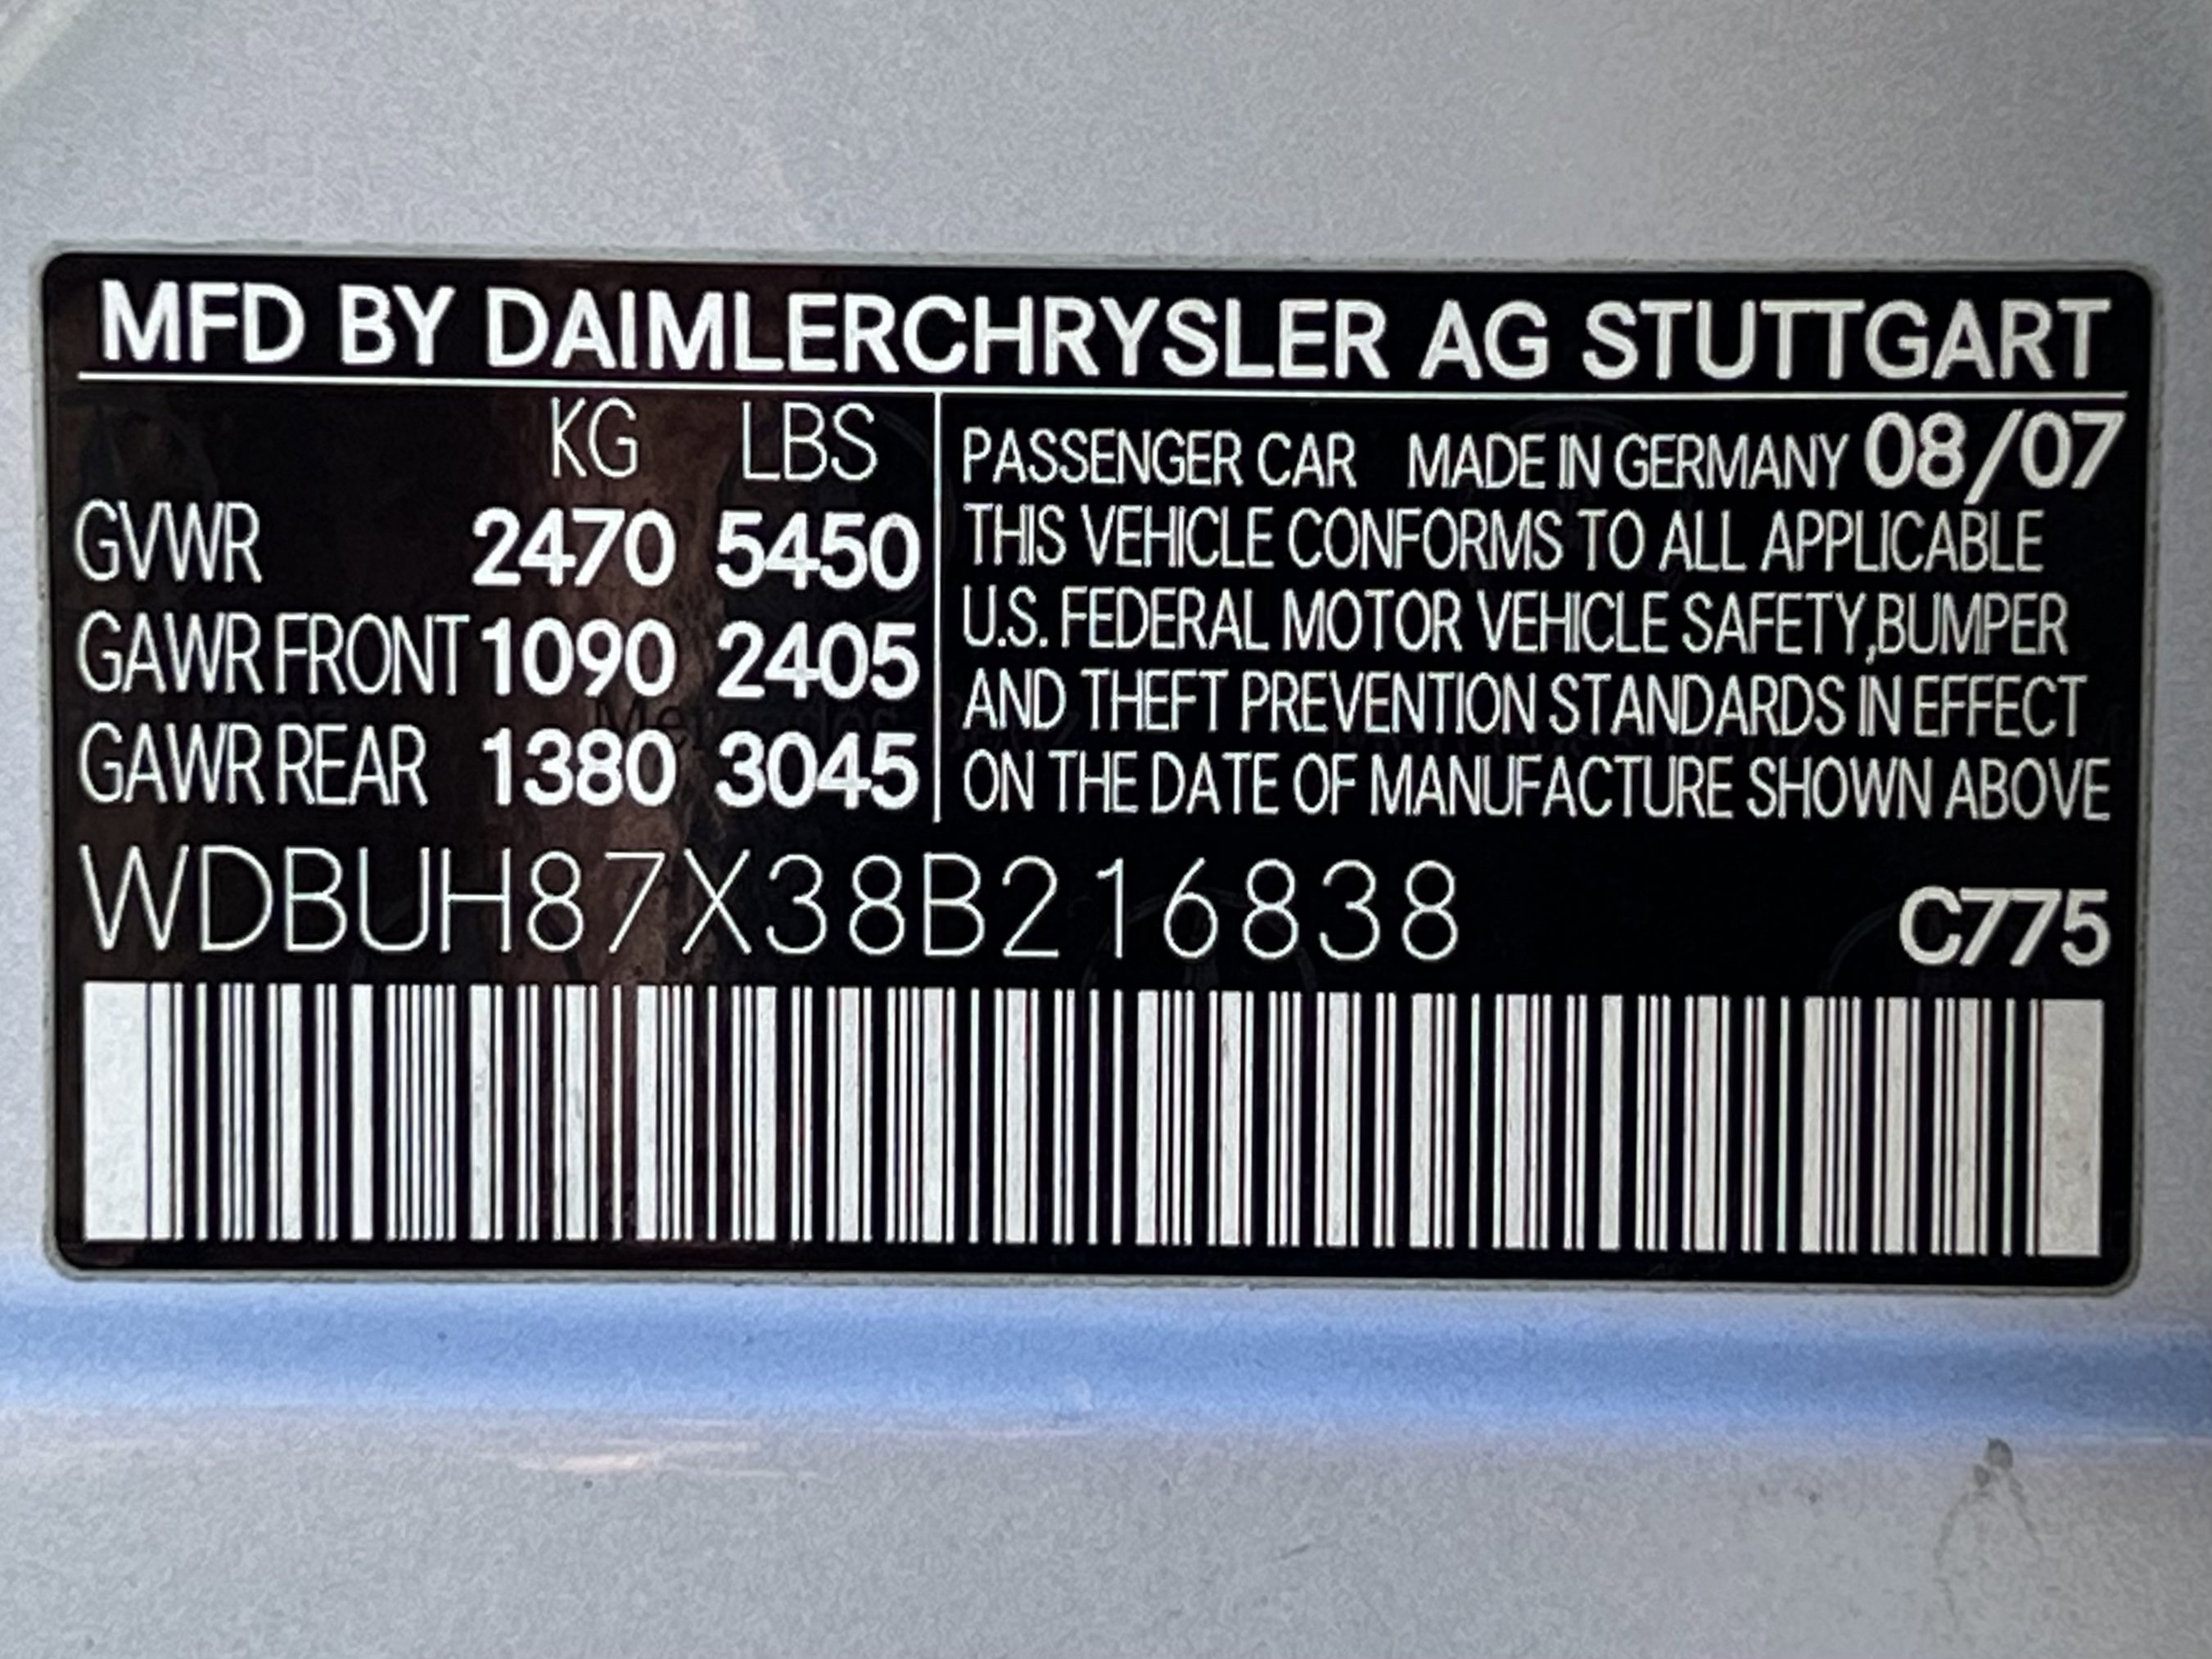 MFD BY DAIMLERCHRYSLER AG STUTTGART
KG LBS
GVWR 2470 5450
GAWR FRONT 1090 2405
GAWR REAR 1380 3045
PASSENGER CAR MADE IN GERMANY 08/07
THIS VEHICLE CONFORMS TO ALL APPLICABLE
U.S. FEDERAL MOTOR VEHICLE SAFETY,BUMPER
AND THEFT PREVENTION STANDARDS IN EFFECT
ON THE DATE OF MANUFACTURE SHOWN ABOVE
WDBUH87X38B216838
C775